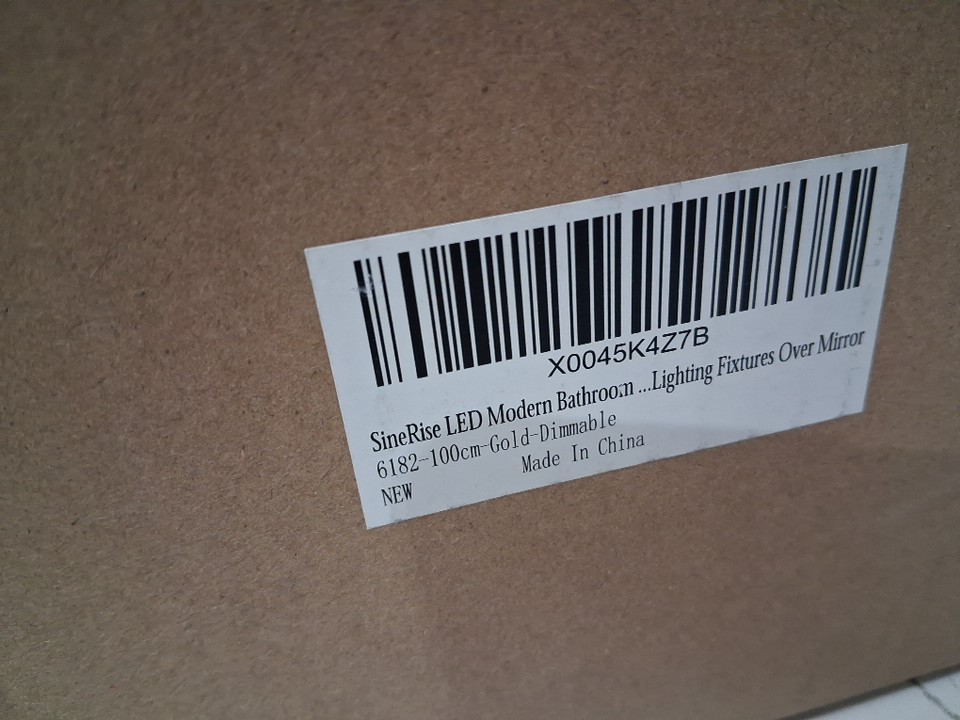 X0045K4Z7B
SineRise LED Modern Bathroom ...Lighting Fixtures Over Mirror
6182-100cm-Gold-Dimmable
Made In China
NEW